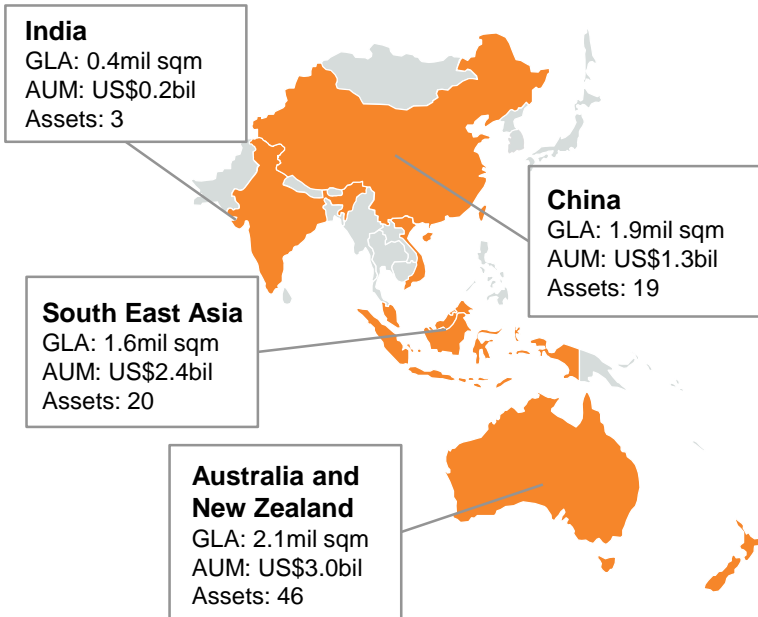 India
GLA: 0.4mil sqm
AUM: US$0.2bil
Assets: 3
China
GLA: 1.9mil sqm
AUM: US$1.3bil
Assets: 19
South East Asia
GLA: 1.6mil sqm
AUM: US$2.4bil
Assets: 20
Australia and
New Zealand
GLA: 2.1mil sqm
AUM: US$3.0bil
Assets: 46